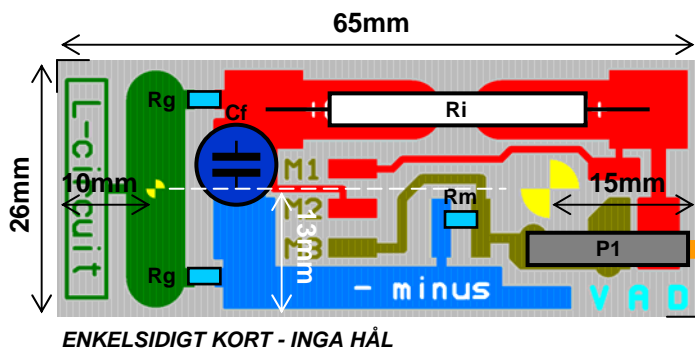 65mm
Rg
Cf
Ri
L-circuit
M1
10mm
15mm
26mm
M2
Rm
13mm
M3
P1
Rg
- minus
V A D
ENKELSIDIGT KORT - INGA HÅL